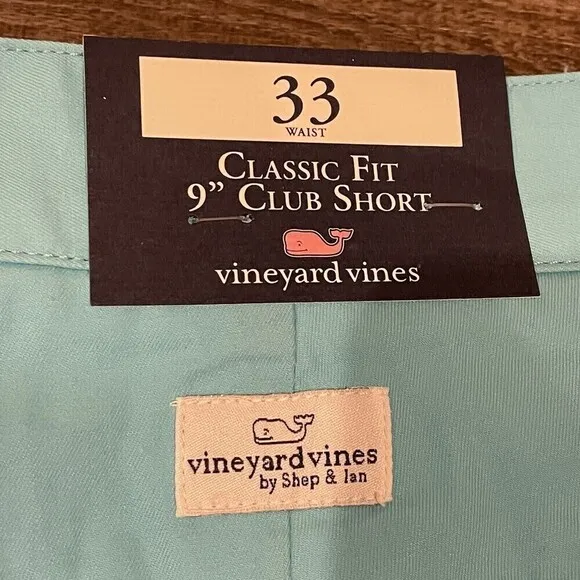 33
WAIST
CLASSIC FIT
9” CLUB SHORT
vineyard vines
vineyard vines
by Shep & Ian